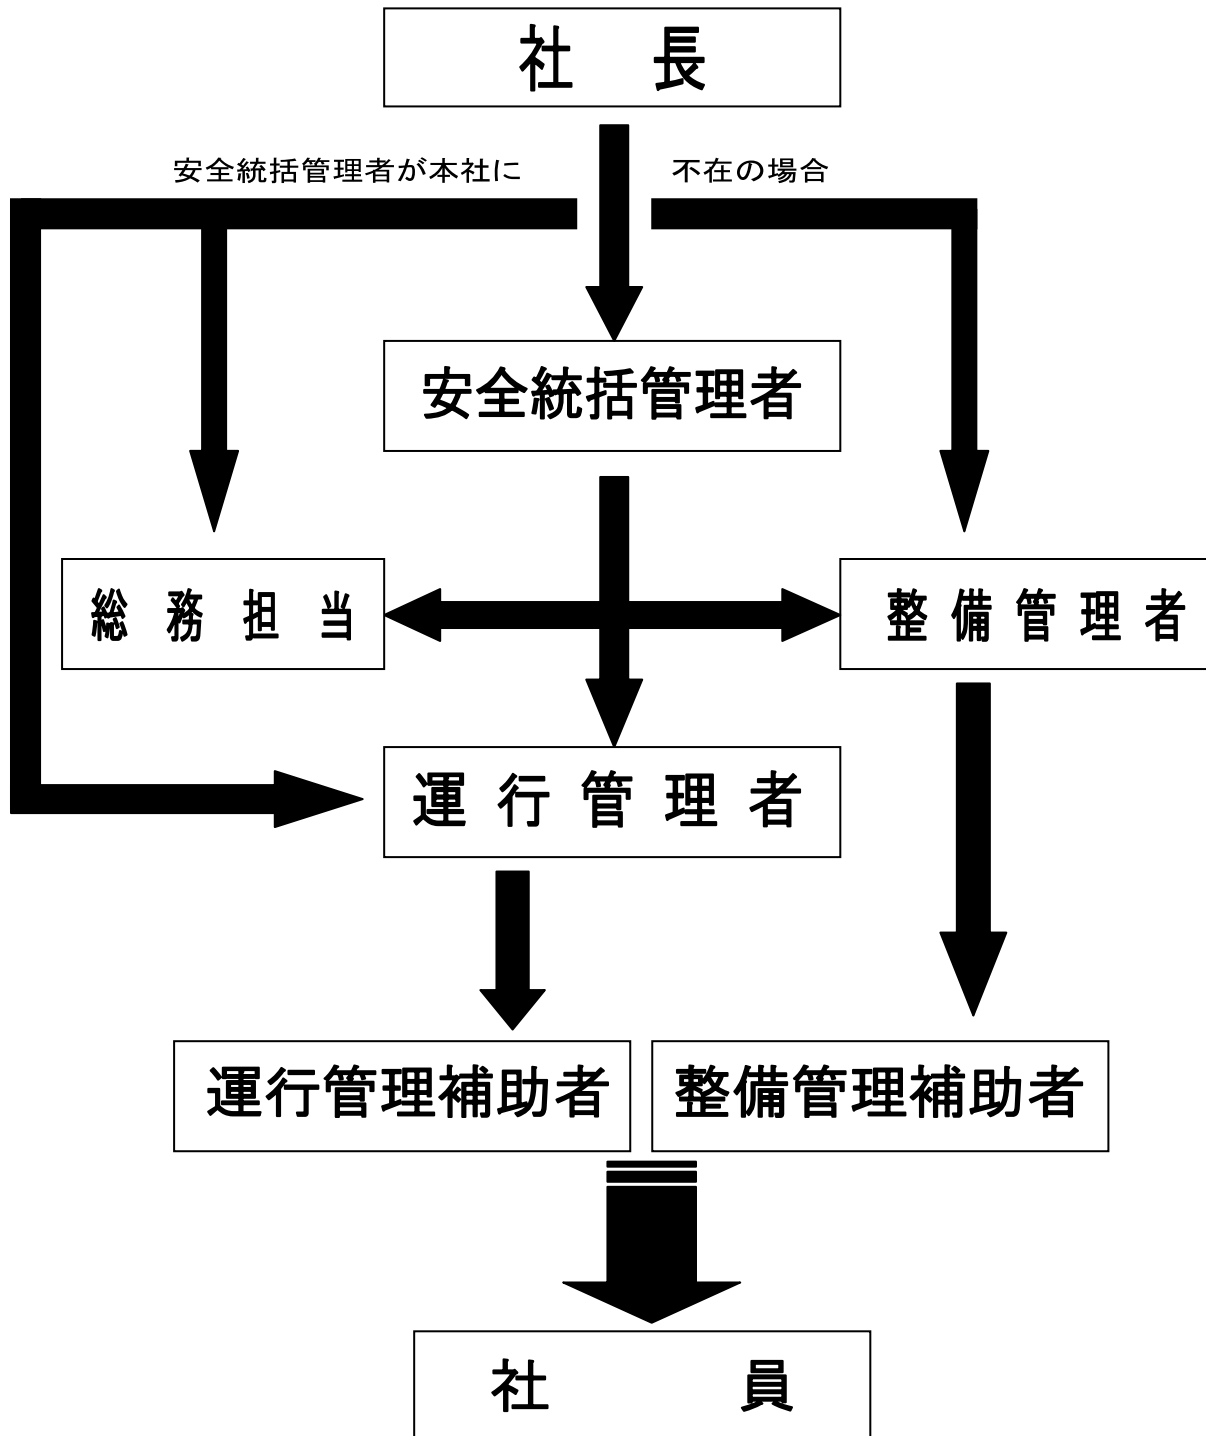 社長
安全統括管理者が本社に 不在の場合
安全統括管理者
総務担当
整備管理者
運行管理者
運行管理補助者
整備管理補助者
社員